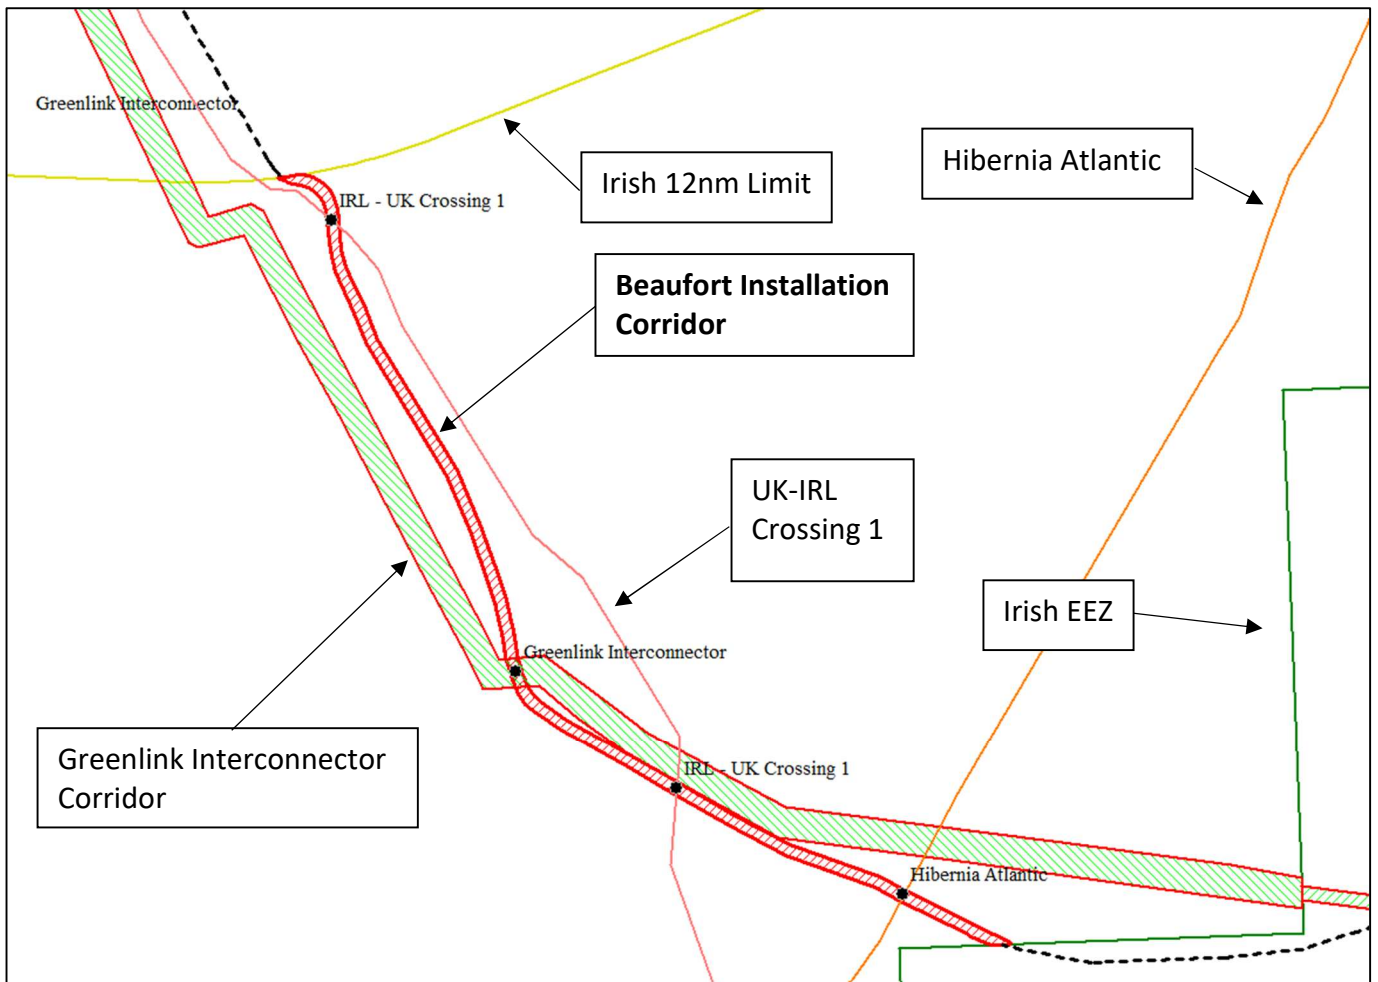 Greenlink Interconnector
Irish 12nm Limit
Hibernia Atlantic
IRL - UK Crossing 1
Beaufort Installation
Corridor
UK-IRL
Crossing 1
Irish EEZ
Greenlink Interconnector
Greenlink Interconnector
Corridor
IRL - UK Crossing 1
Hibernia Atlantic